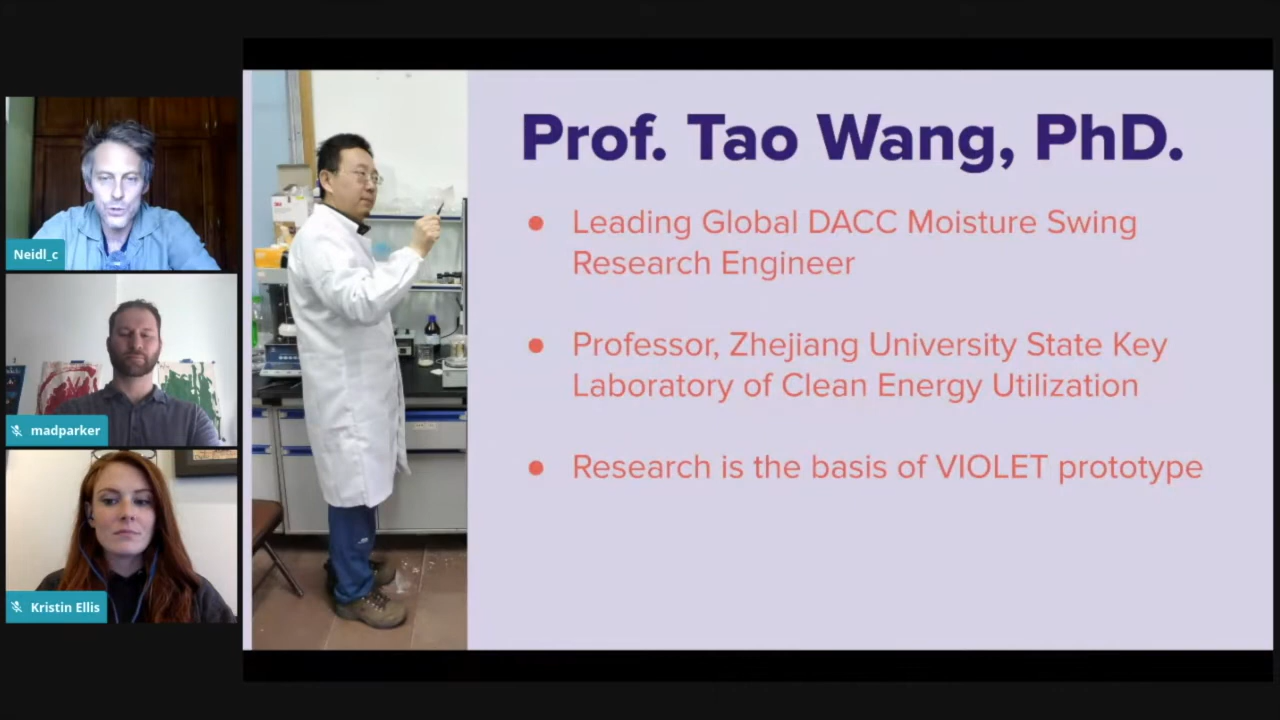 Neidl_c
madparker
Kristin Ellis
Prof. Tao Wang, PhD.
• Leading Global DACC Moisture Swing
Research Engineer
• Professor, Zhejiang University State Key
Laboratory of Clean Energy Utilization
• Research is the basis of VIOLET prototype